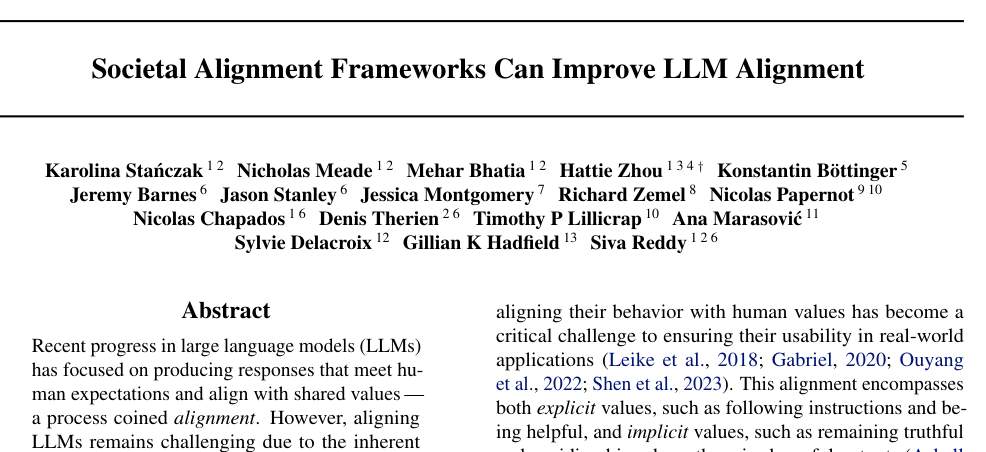 Societal Alignment Frameworks Can Improve LLM Alignment
Karolina Stańczak 1 2 Nicholas Meade 1 2 Mehar Bhatia 1 2 Hattie Zhou 1 3 4 † Konstantin Böttinger 5
Jeremy Barnes 6 Jason Stanley 6 Jessica Montgomery 7 Richard Zemel 8 Nicolas Papernot 9 10
Nicolas Chapados 1 6 Denis Therien 2 6 Timothy P Lillicrap 10 Ana Marasović 11
Sylvie Delacroix 12 Gillian K Hadfield 13 Siva Reddy 1 2 6
Abstract
Recent progress in large language models (LLMs)
has focused on producing responses that meet hu-
man expectations and align with shared values —
a process coined alignment. However, aligning
LLMs remains challenging due to the inherent
aligning their behavior with human values has become a
critical challenge to ensuring their usability in real-world
applications (Leike et al., 2018; Gabriel, 2020; Ouyang
et al., 2022; Shen et al., 2023). This alignment encompasses
both explicit values, such as following instructions and be-
ing helpful, and implicit values, such as remaining truthful